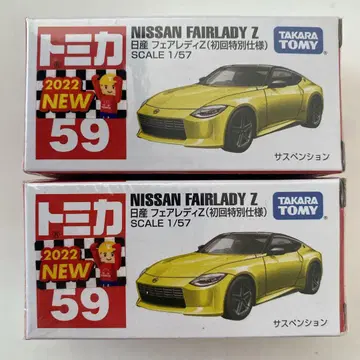 トミカ
2022
NEW
59
NISSAN FAIRLADY Z
日産 フェアレディZ(初回特別仕様)
SCALE 1/57
TAKARA
TOMY
サスペンション
トミカ
2022
NEW
59
NISSAN FAIRLADY Z
日産 フェアレディZ(初回特別仕様)
SCALE 1/57
TAKARA
TOMY
サスペンション